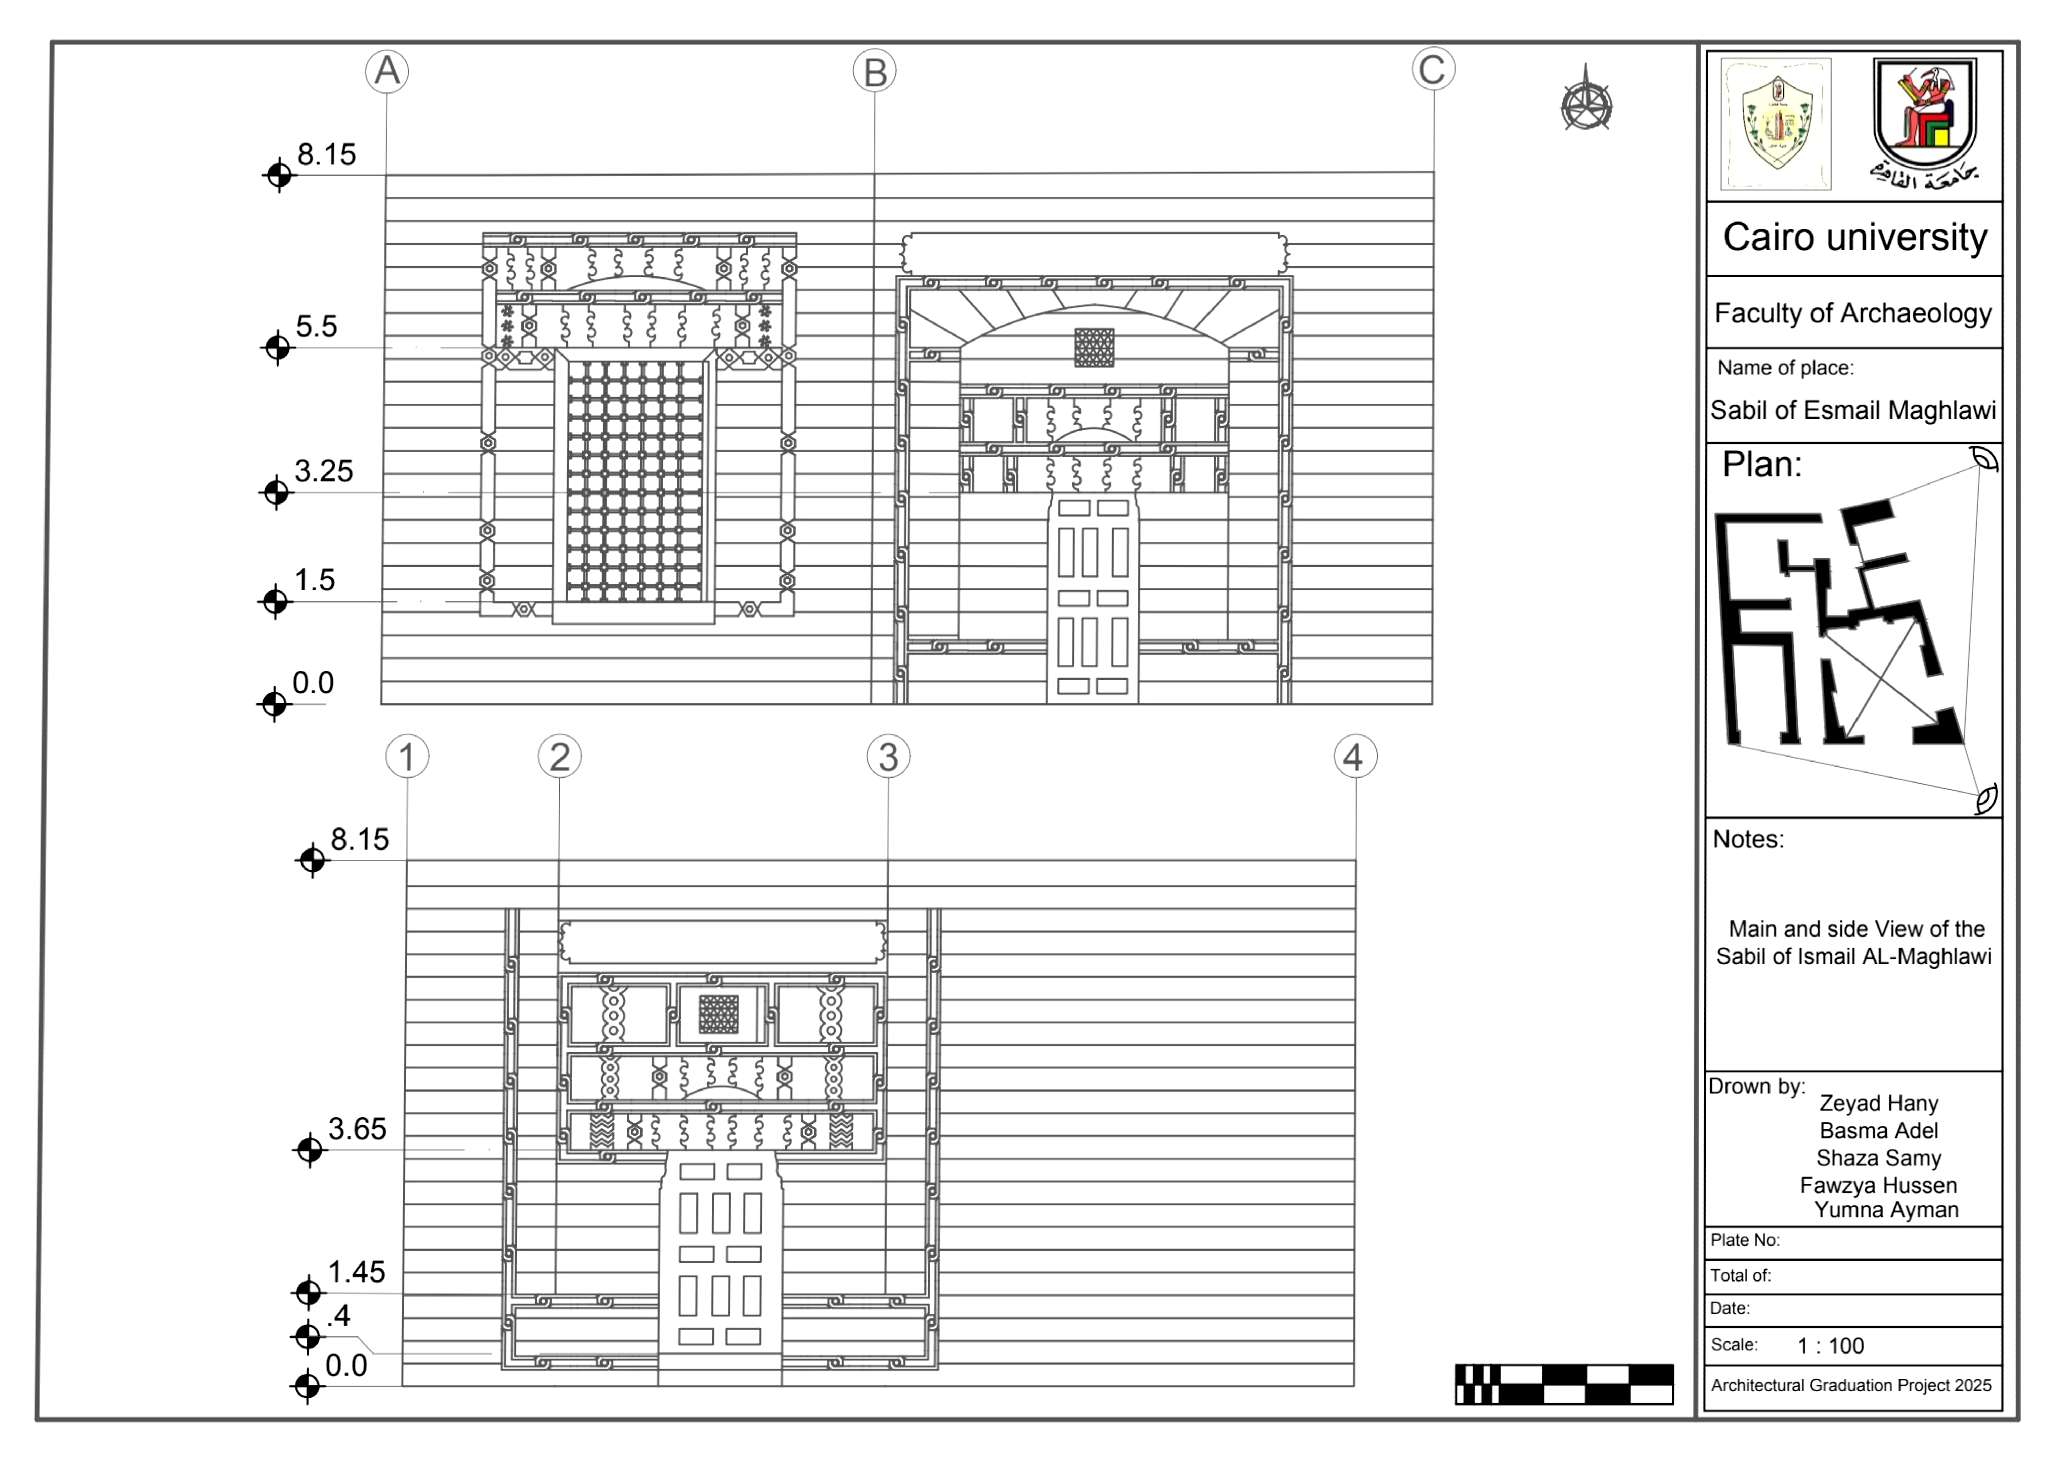 A
B
C
8.15
5.5
3.25
1.5
0.0
1
2
3
4
8.15
3.65
1.45
.4
0.0
جامعة القاهرة
Cairo university
Faculty of Archaeology
Name of place:
Sabil of Esmail Maghlawi
Plan:
Notes:
Main and side View of the
Sabil of Ismail AL-Maghlawi
Drown by:
Zeyad Hany
Basma Adel
Shaza Samy
Fawzya Hussen
Yumna Ayman
Plate No:
Total of:
Date:
Scale: 1 : 100
Architectural Graduation Project 2025